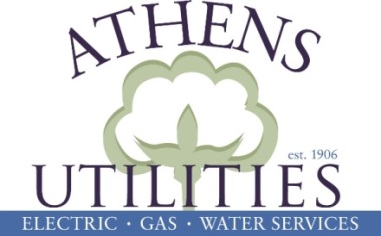 ATHENS
est. 1906
UTILITIES
ELECTRIC · GAS · WATER SERVICES